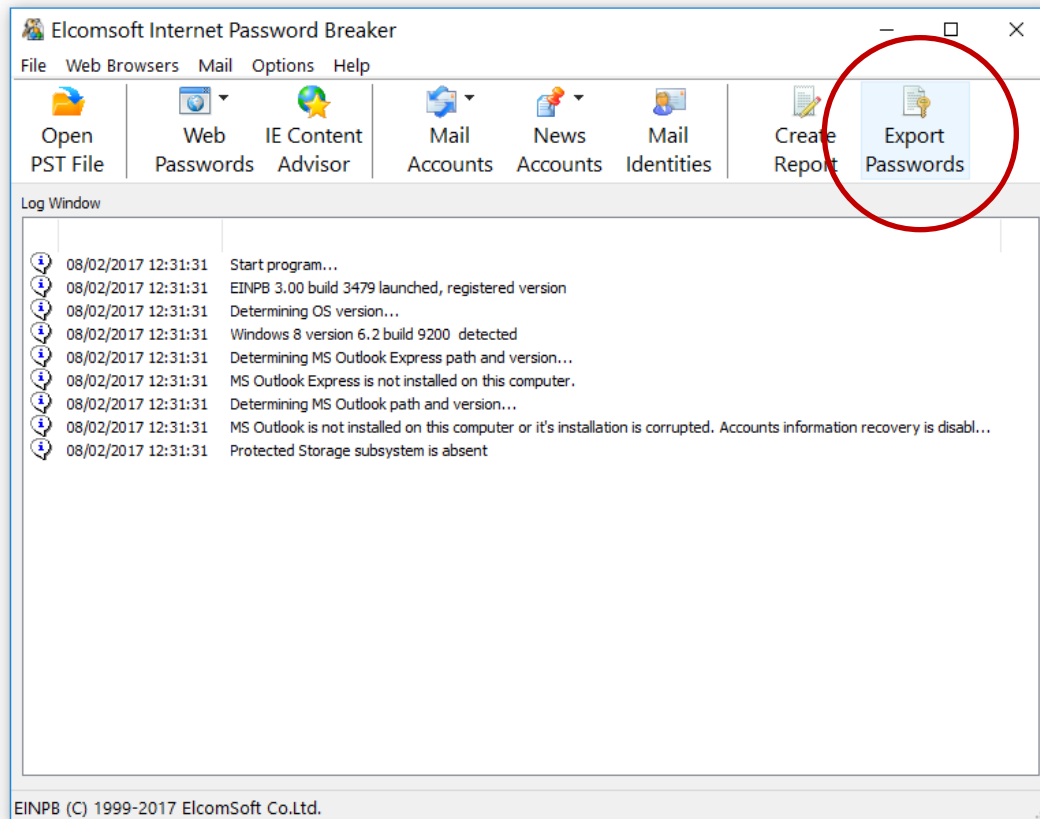 Elcomsoft Internet Password Breaker
File Web Browsers Mail Options Help
Open PST File
Web Passwords
IE Content Advisor
Mail Accounts
News Accounts
Mail Identities
Create Report
Export Passwords
Log Window
08/02/2017 12:31:31 Start program...
08/02/2017 12:31:31 EINPB 3.00 build 3479 launched, registered version
08/02/2017 12:31:31 Determining OS version...
08/02/2017 12:31:31 Windows 8 version 6.2 build 9200 detected
08/02/2017 12:31:31 Determining MS Outlook Express path and version...
08/02/2017 12:31:31 MS Outlook Express is not installed on this computer.
08/02/2017 12:31:31 Determining MS Outlook path and version...
08/02/2017 12:31:31 MS Outlook is not installed on this computer or it's installation is corrupted. Accounts information recovery is disabl...
08/02/2017 12:31:31 Protected Storage subsystem is absent
EINPB (C) 1999-2017 ElcomSoft Co.Ltd.